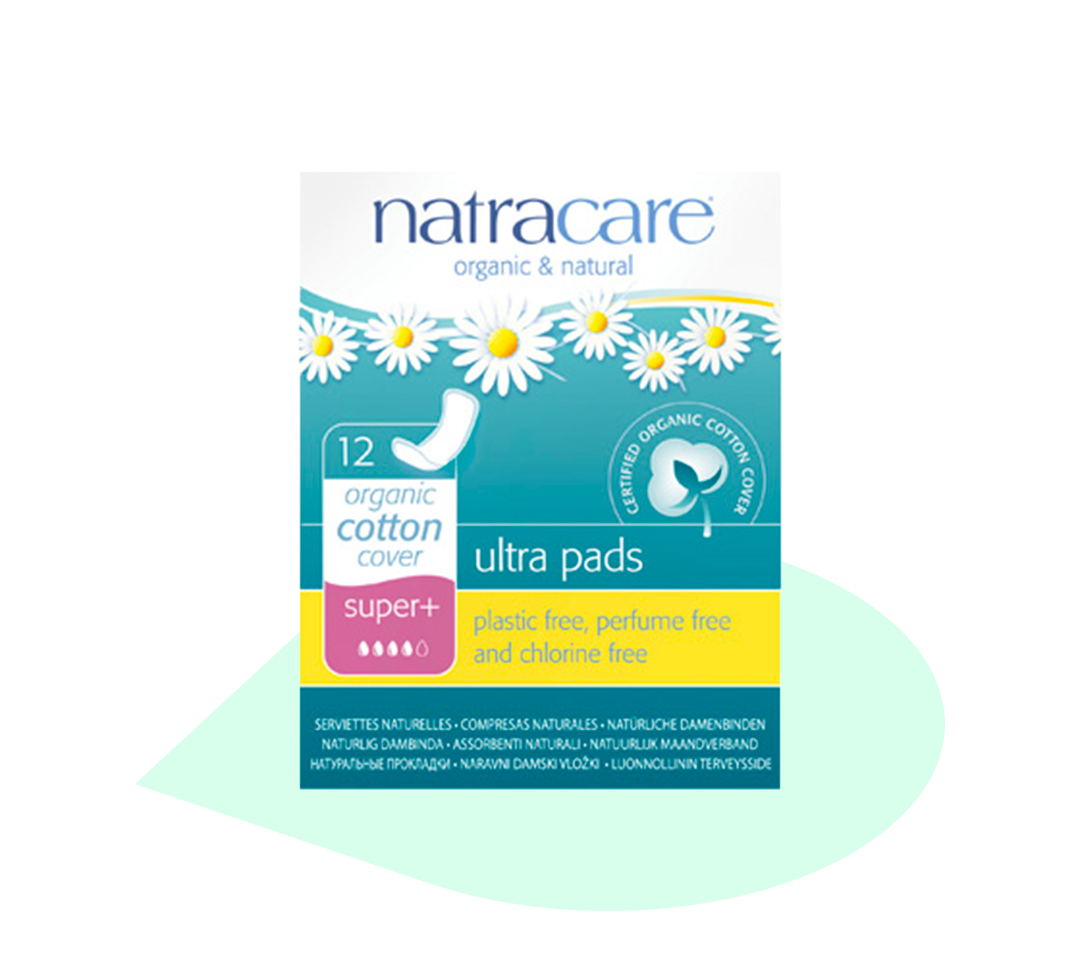 natracare
organic & natural
12
organic
cotton
cover
super+
CERTIFIED ORGANIC COTTON COVER
ultra pads
plastic free, perfume free
and chlorine free
SERVIETTES NATURELLES • COMPRESAS NATURALES • NATÜRLICHE DAMENBINDEN
NATURLIG DAMBINDA • ASSORBENTI NATURALI • NATUURLIJK MAANDVERBAND
НАТУРАЛЬНЫЕ ПРОКЛАДКИ • NARAVNI DAMSKI VLOŽKI • LUONNOLLININ TERVEYSSIDE